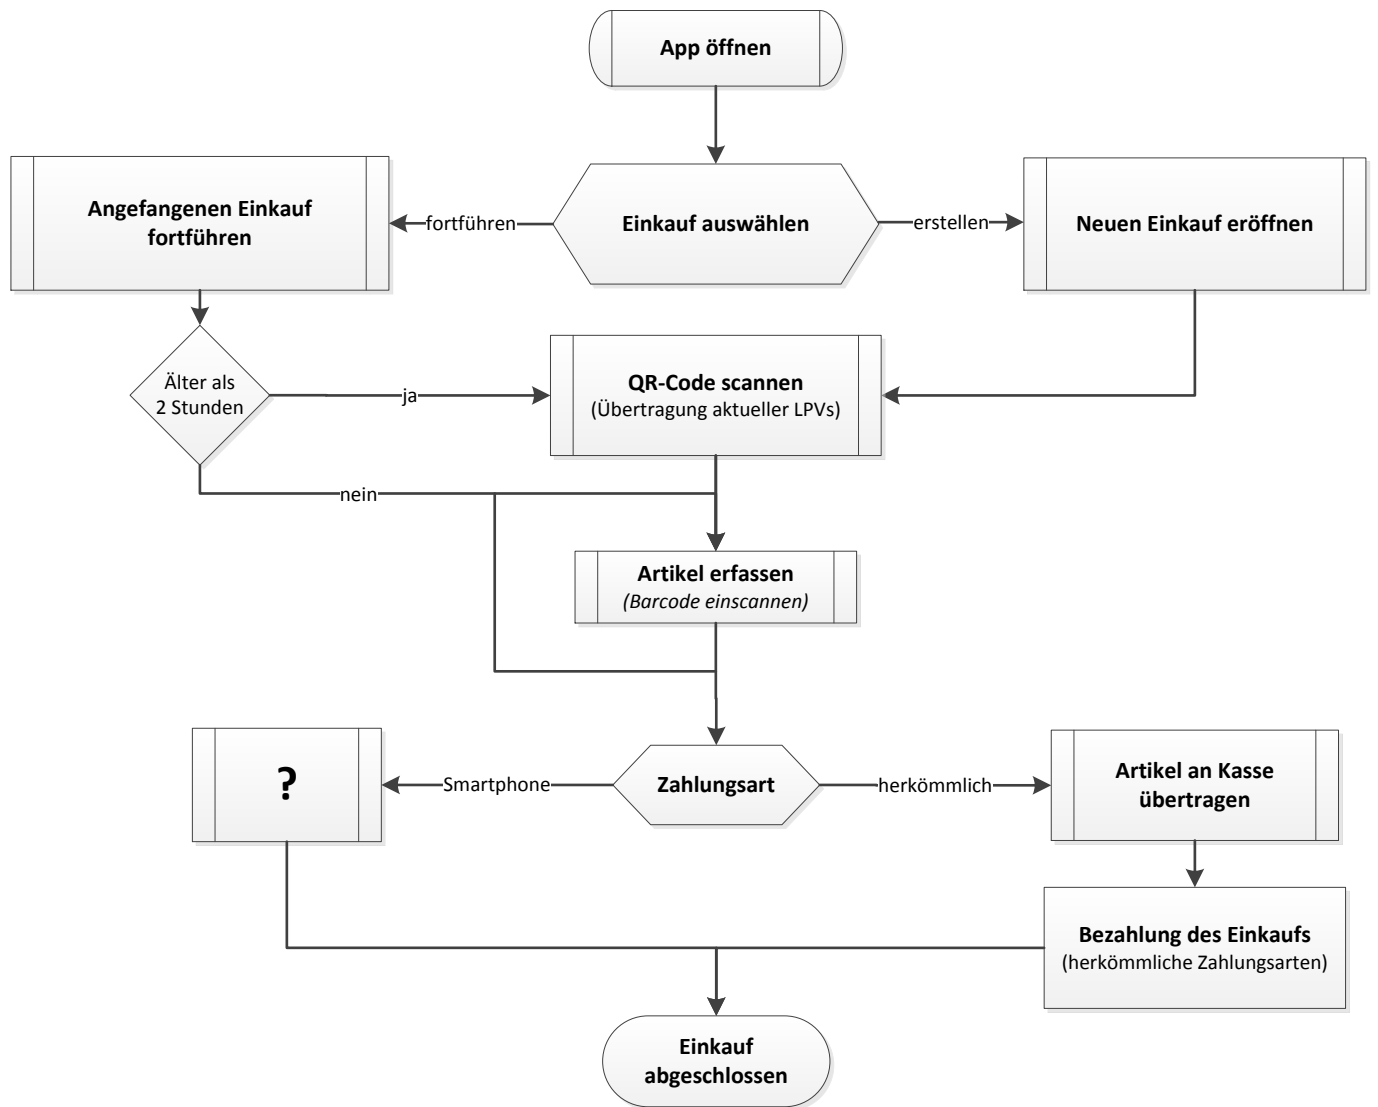 App öffnen
Angefangenen Einkauf
fortführen
fortführen
Einkauf auswählen
erstellen
Neuen Einkauf eröffnen
Älter als
2 Stunden
ja
QR-Code scannen
(Übertragung aktueller LPVs)
nein
Artikel erfassen
(Barcode einscannen)
?
Smartphone
Zahlungsart
herkömmlich
Artikel an Kasse
übertragen
Bezahlung des Einkaufs
(herkömmliche Zahlungsarten)
Einkauf
abgeschlossen